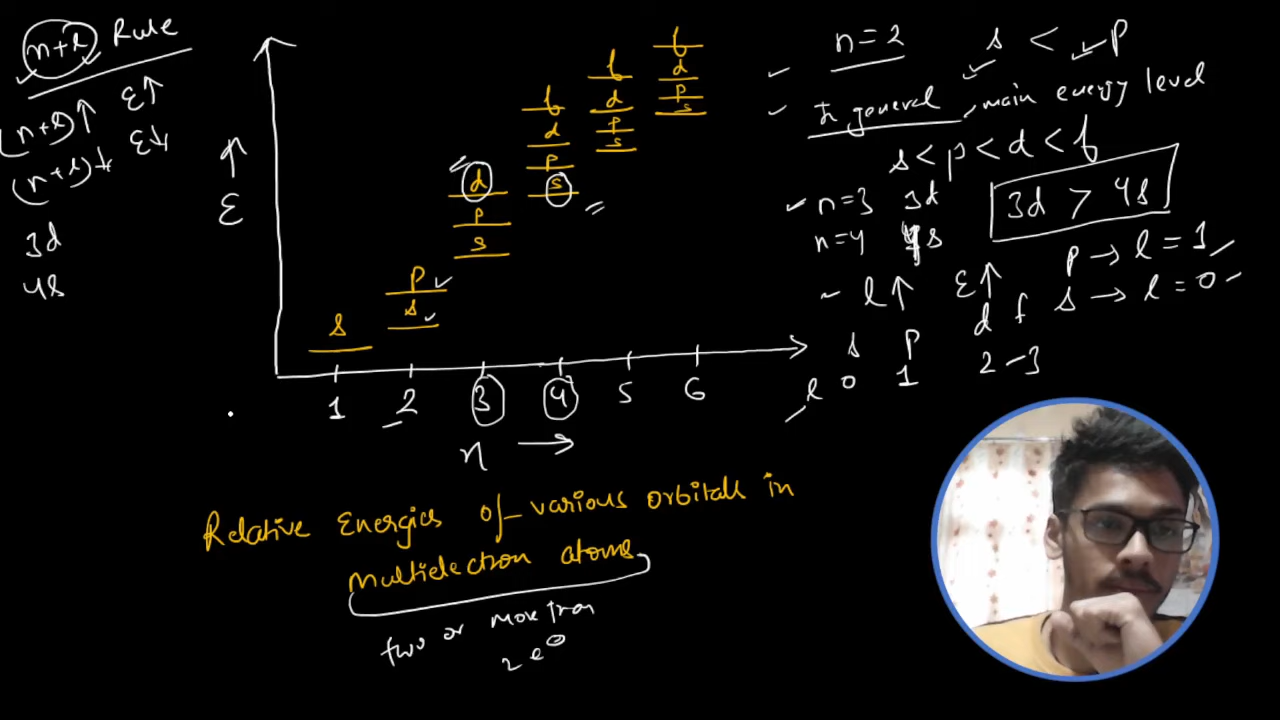 n+l Rule
(n+l)↑ E↑
(n+l)↓ E↓
3d
4s
E ↑
s
p
s
d
p
s
f
d
p
s
f
d
p
s
f
d
p
s
1 2 3 4 5 6
n →
Relative Energies of various orbitals in
multielectron atoms
two or more than
2 e⊖
n=2 s < p
In general, main energy level
s<p<d<f
n=3 3d
n=4 4s
3d > 4s
l↑ E↑
p → l = 1
s → l = 0
s p d f
l 0 1 2 3